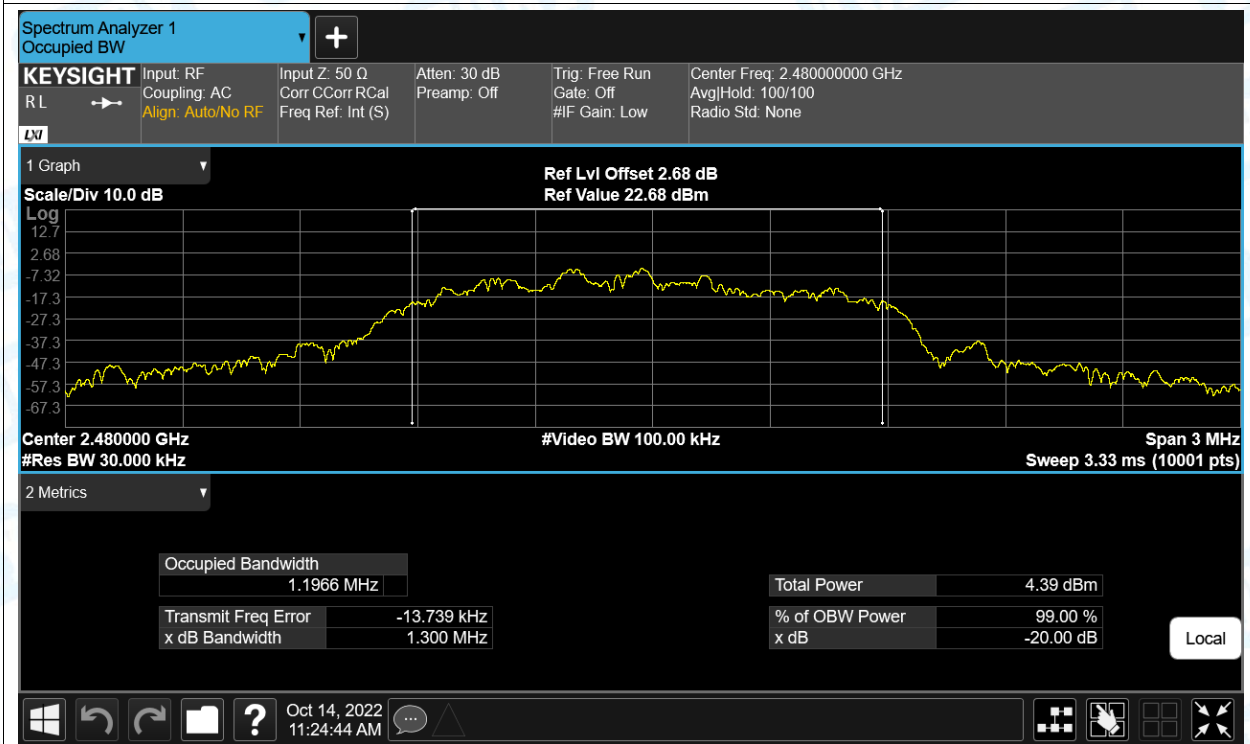 Spectrum Analyzer 1
Occupied BW
KEYSIGHT
R L
LXI
Input: RF
Coupling: AC
Align: Auto/No RF
Input Z: 50 Ω
Corr CCorr RCal
Freq Ref: Int (S)
Atten: 30 dB
Preamp: Off
Trig: Free Run
Gate: Off
#IF Gain: Low
Center Freq: 2.480000000 GHz
Avg|Hold: 100/100
Radio Std: None
1 Graph
Scale/Div 10.0 dB
Ref Lvl Offset 2.68 dB
Ref Value 22.68 dBm
Log
12.7
2.68
-7.32
-17.3
-27.3
-37.3
-47.3
-57.3
-67.3
Center 2.480000 GHz
#Res BW 30.000 kHz
#Video BW 100.00 kHz
Span 3 MHz
Sweep 3.33 ms (10001 pts)
2 Metrics
Occupied Bandwidth
1.1966 MHz
Transmit Freq Error -13.739 kHz
x dB Bandwidth 1.300 MHz
Total Power 4.39 dBm
% of OBW Power 99.00 %
x dB -20.00 dB
Local
?
Oct 14, 2022
11:24:44 AM